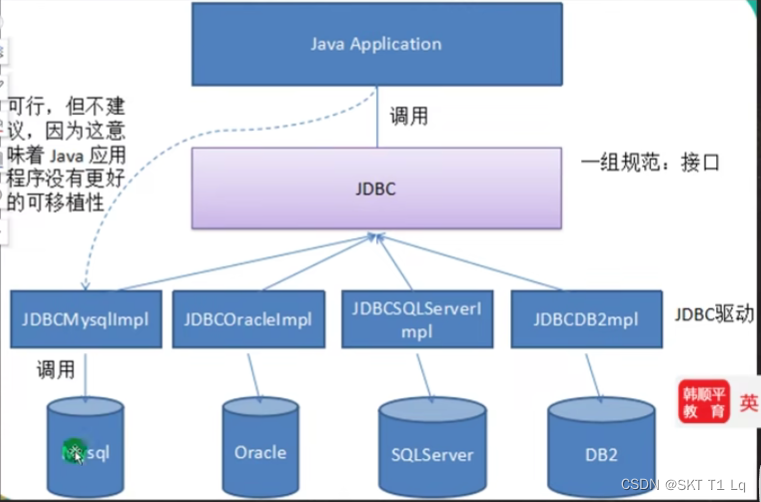 Java Application
调用
可行，但不建
议，因为这意
味着 Java 应用
程序没有更好
的可移植性
JDBC
一组规范：接口
JDBCMysqlImpl
JDBCOracleImpl
JDBCSQLServerI
mpl
JDBCDB2mpl
JDBC驱动
调用
韩顺平
教 育
英
sql
Oracle
SQLServer
DB2
CSDN @SKT T1 Lq